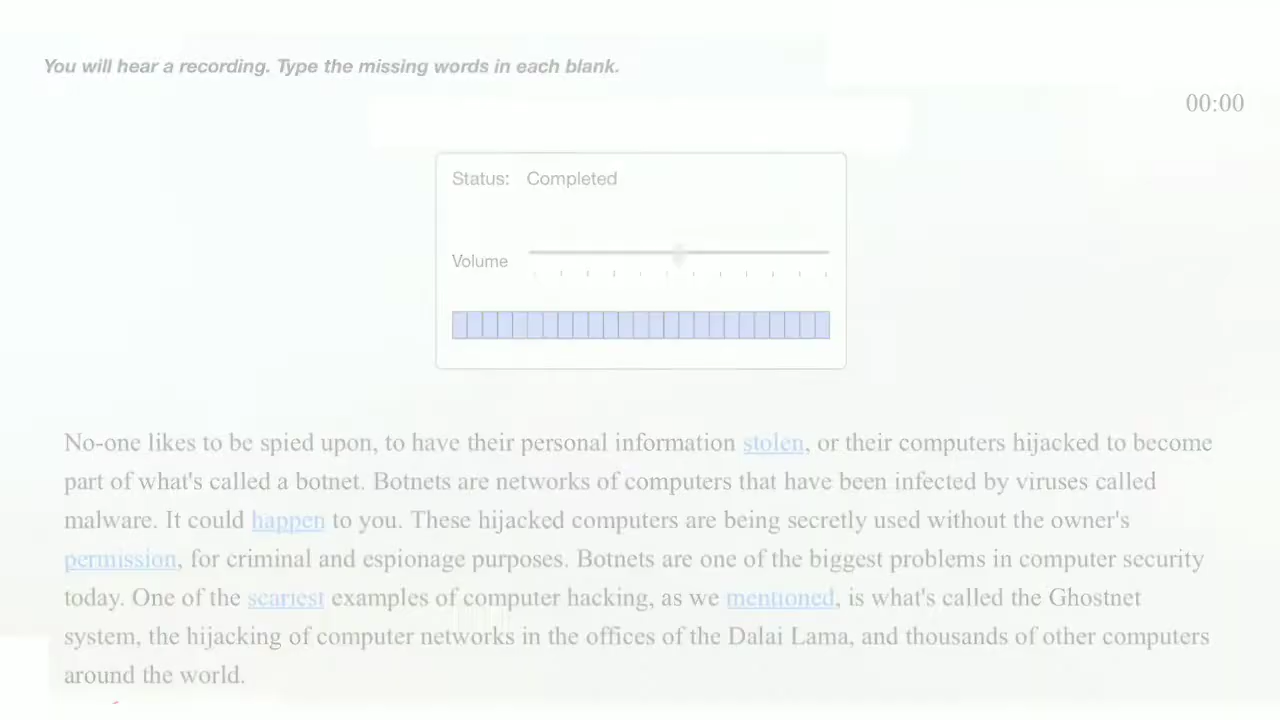 You will hear a recording. Type the missing words in each blank.
00:00
Status: Completed
Volume
No-one likes to be spied upon, to have their personal information stolen, or their computers hijacked to become
part of what's called a botnet. Botnets are networks of computers that have been infected by viruses called
malware. It could happen to you. These hijacked computers are being secretly used without the owner's
permission, for criminal and espionage purposes. Botnets are one of the biggest problems in computer security
today. One of the scariest examples of computer hacking, as we mentioned, is what's called the Ghostnet
system, the hijacking of computer networks in the offices of the Dalai Lama, and thousands of other computers
around the world.